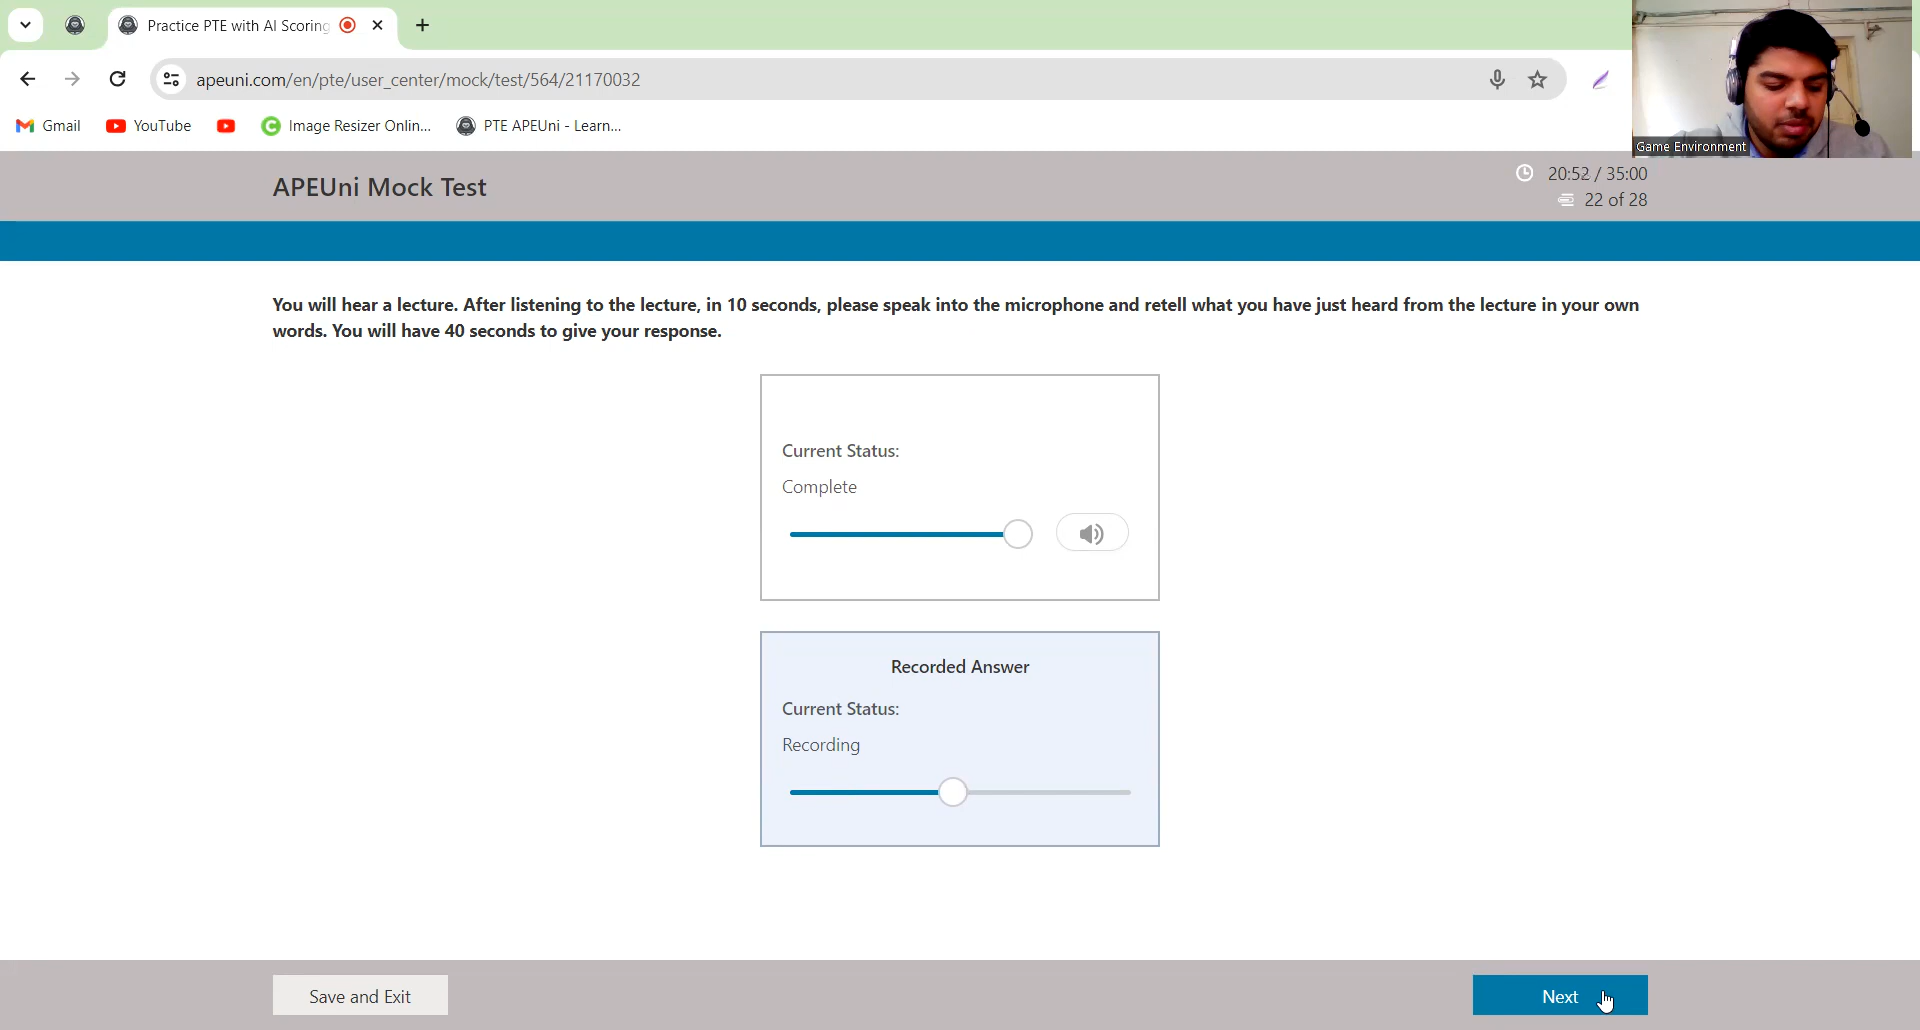 Practice PTE with AI Scoring
apeuni.com/en/pte/user_center/mock/test/564/21170032
Gmail
YouTube
Image Resizer Onlin...
PTE APEUni - Learn...
Game Environment
APEUni Mock Test
20:52 / 35:00
22 of 28
You will hear a lecture. After listening to the lecture, in 10 seconds, please speak into the microphone and retell what you have just heard from the lecture in your own
words. You will have 40 seconds to give your response.
Current Status:
Complete
Recorded Answer
Current Status:
Recording
Save and Exit
Next